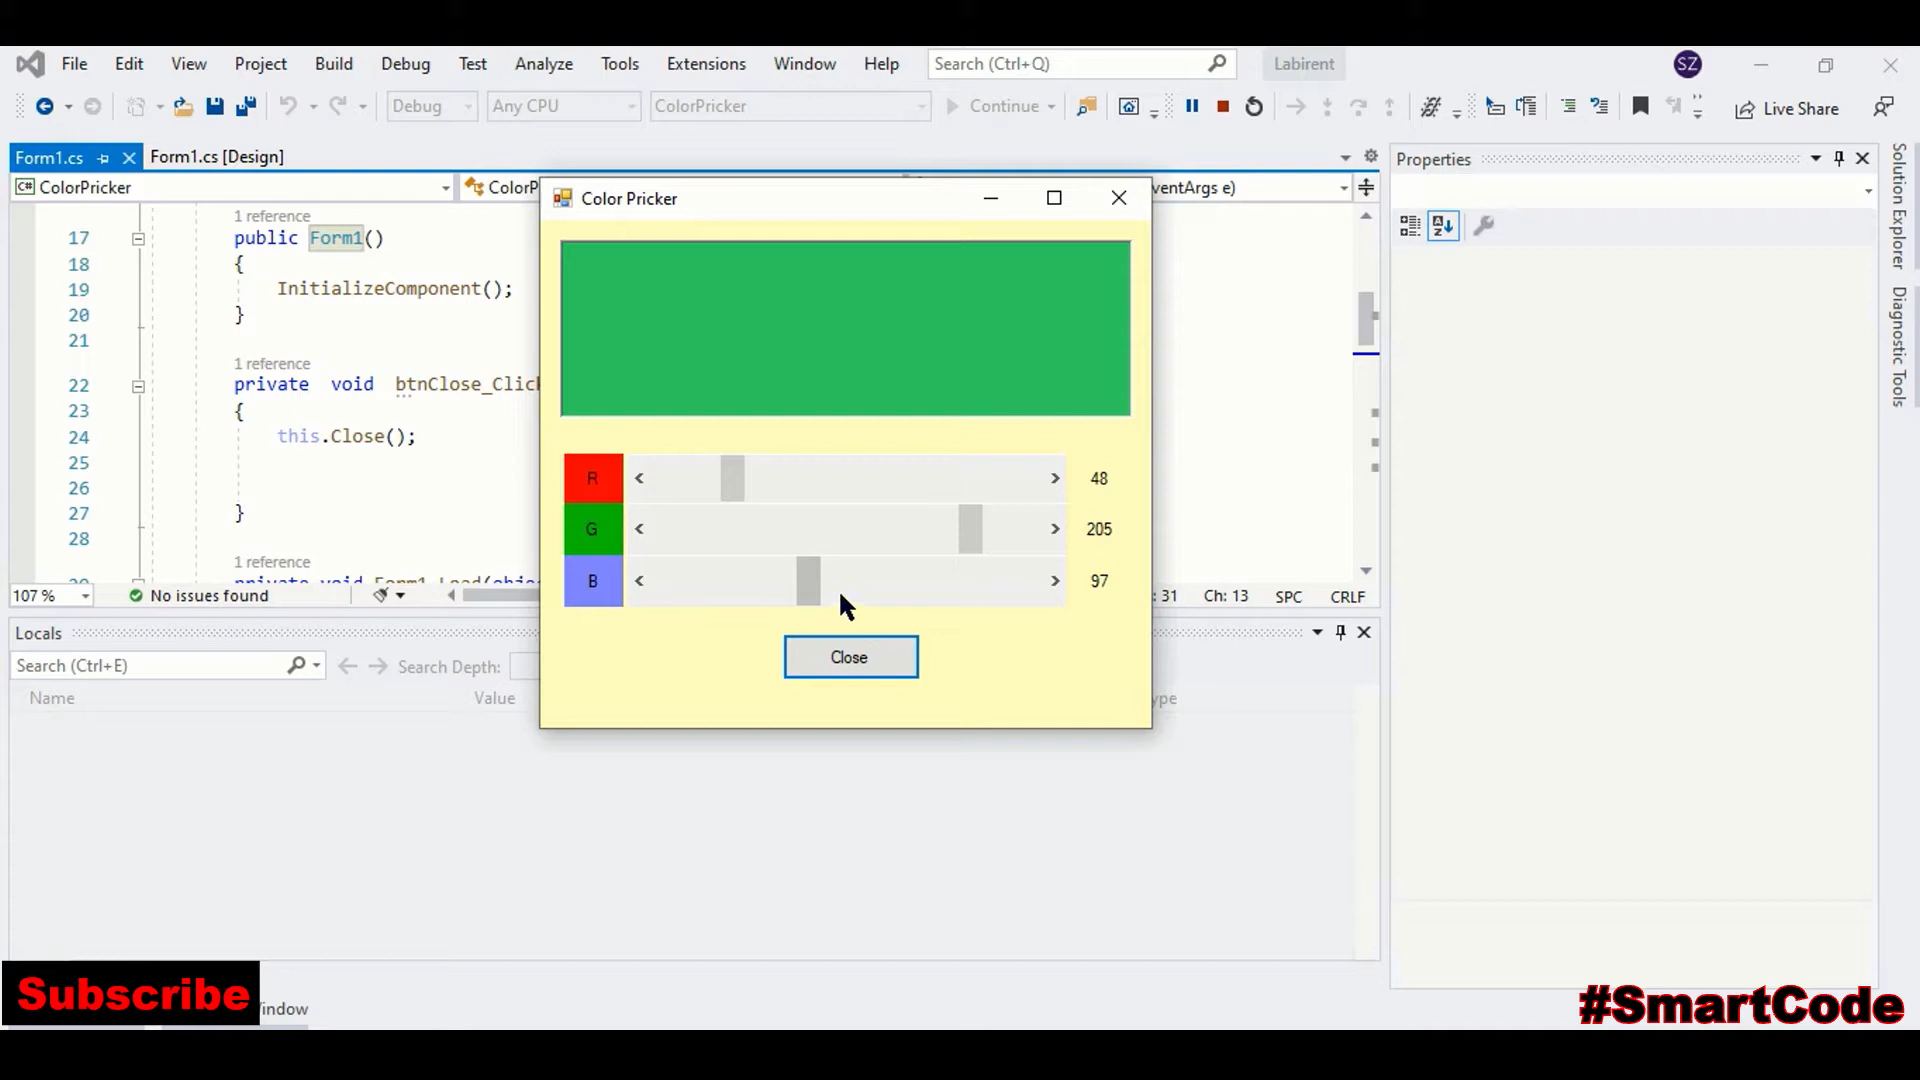 File Edit View Project Build Debug Test Analyze Tools Extensions Window Help Search (Ctrl+Q) Labirent SZ
Debug Any CPU ColorPricker Continue Live Share
Form1.cs Form1.cs [Design]
C# ColorPricker ColorP ventArgs e)
1 reference
17 public Form1()
18 {
19 InitializeComponent();
20 }
21
1 reference
22 private void btnClose_Click
23 {
24 this.Close();
25
26
27 }
28
1 reference
107 % No issues found : 31 Ch: 13 SPC CRLF
Color Pricker
R < > 48
G < > 205
B < > 97
Close
Locals
Search (Ctrl+E) Search Depth:
Name Value ype
Properties
Solution Explorer
Diagnostic Tools
Subscribe
indow
#SmartCode